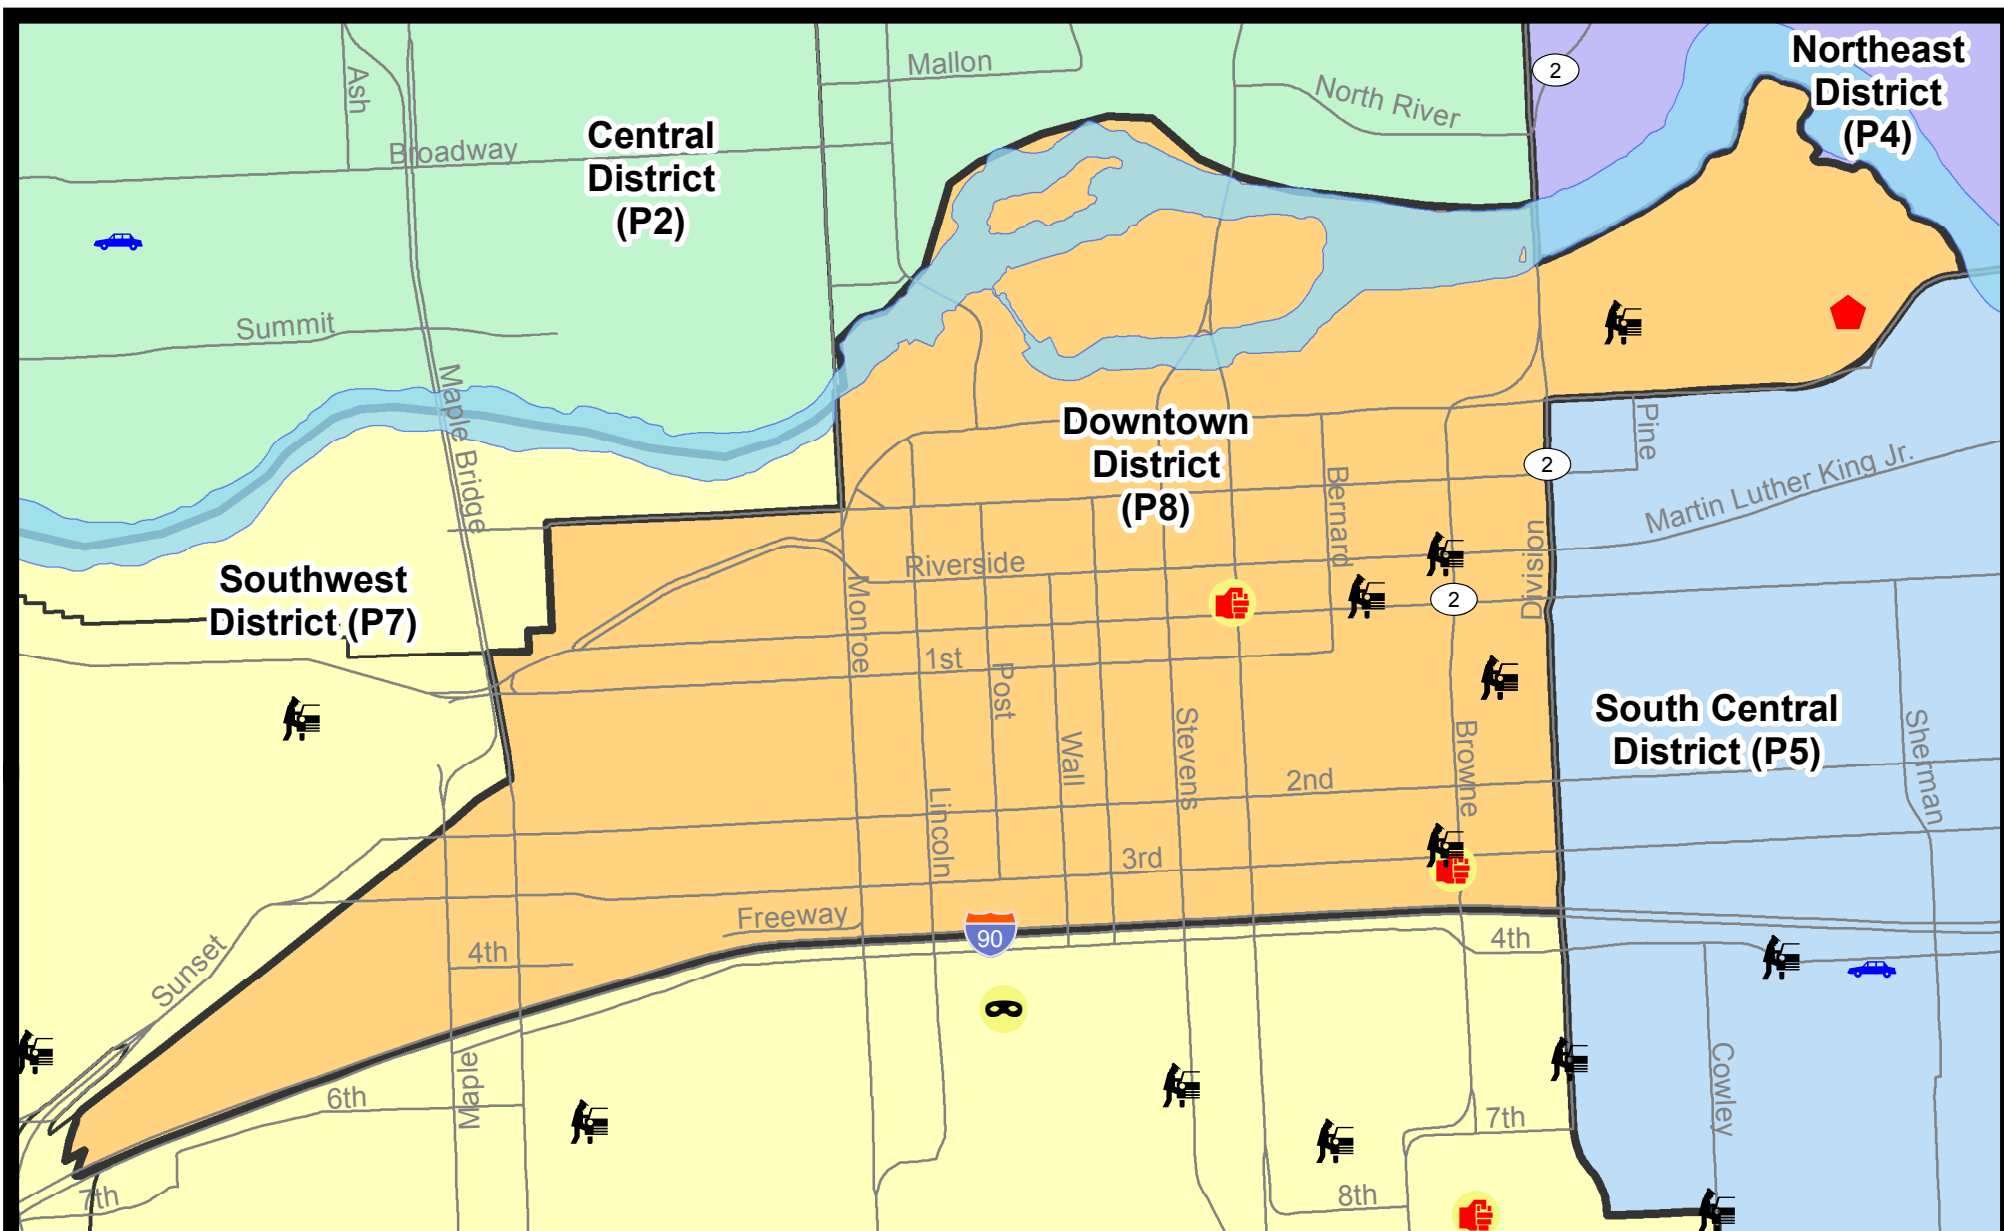 Northeast
District
(P4)
Mallon
2
Ash
North River
Central
District
(P2)
Broadway
Summit
Maple Bridge
Downtown
District
(P8)
Pine
2
Martin Luther King Jr.
Bernard
Division
Riverside
Southwest
District (P7)
Monroe
2
1st
Post
Stevens
Wall
Browne
South Central
District (P5)
Sherman
2nd
Lincoln
3rd
Freeway
90
4th
4th
Sunset
Maple
6th
Cowley
7th
7th
8th